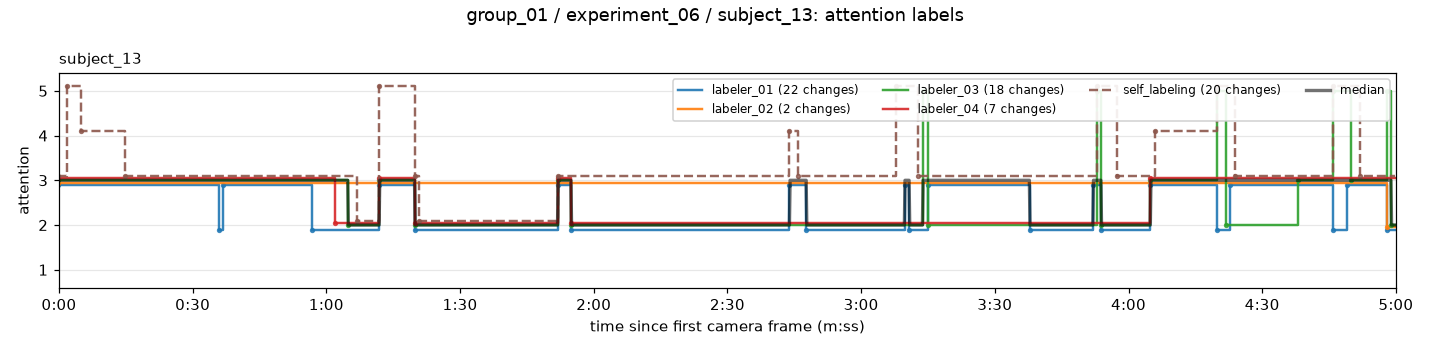 group_01 / experiment_06 / subject_13: attention labels
subject_13
labeler_01 (22 changes)
labeler_02 (2 changes)
labeler_03 (18 changes)
labeler_04 (7 changes)
self_labeling (20 changes)
median
attention
5
4
3
2
1
0:00 0:30 1:00 1:30 2:00 2:30 3:00 3:30 4:00 4:30 5:00
time since first camera frame (m:ss)